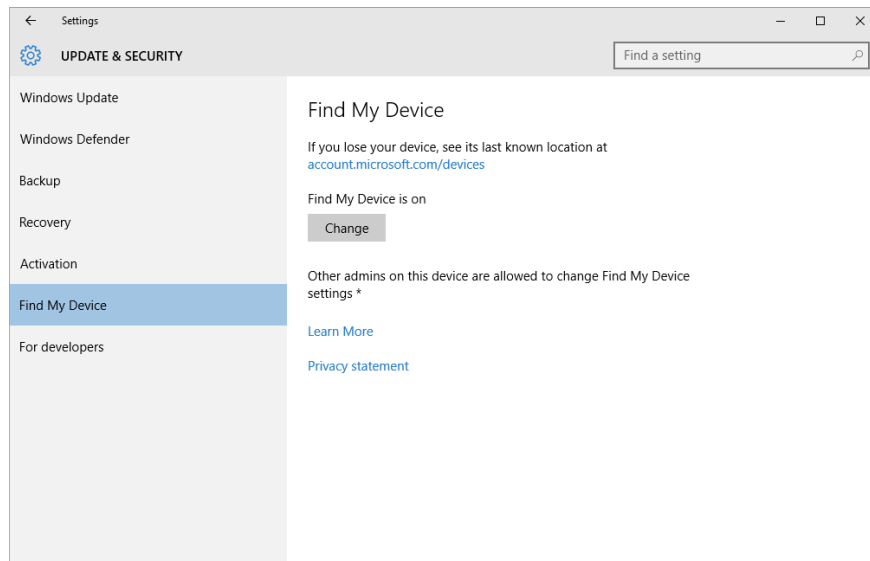 Settings
UPDATE & SECURITY
Find a setting
Windows Update
Windows Defender
Backup
Recovery
Activation
Find My Device
For developers
Find My Device
If you lose your device, see its last known location at
account.microsoft.com/devices
Find My Device is on
Change
Other admins on this device are allowed to change Find My Device
settings *
Learn More
Privacy statement